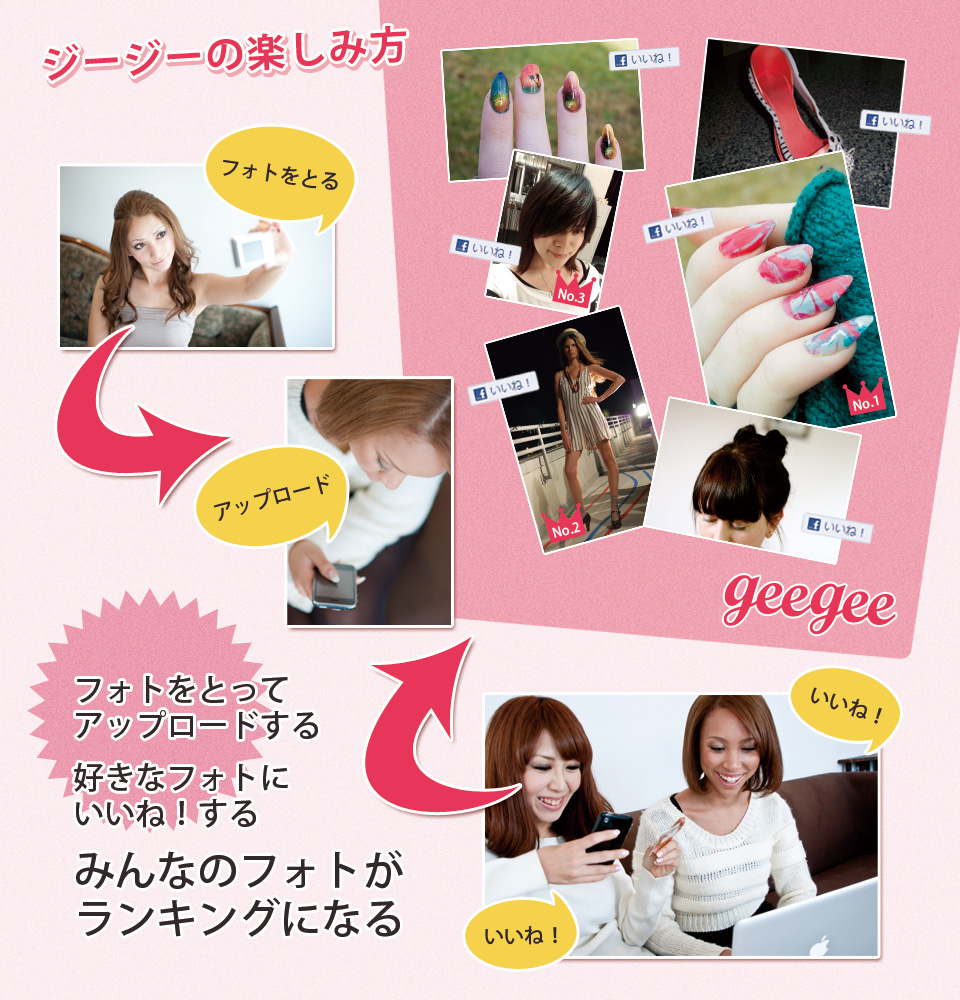 ジージーの楽しみ方
フォトをとる
アップロード
いいね！
いいね！
いいね！
いいね！
No.3
いいね！
No.1
いいね！
No.2
いいね！
geegee
フォトをとって
アップロードする
好きなフォトに
いいね！する
みんなのフォトが
ランキングになる
いいね！
いいね！